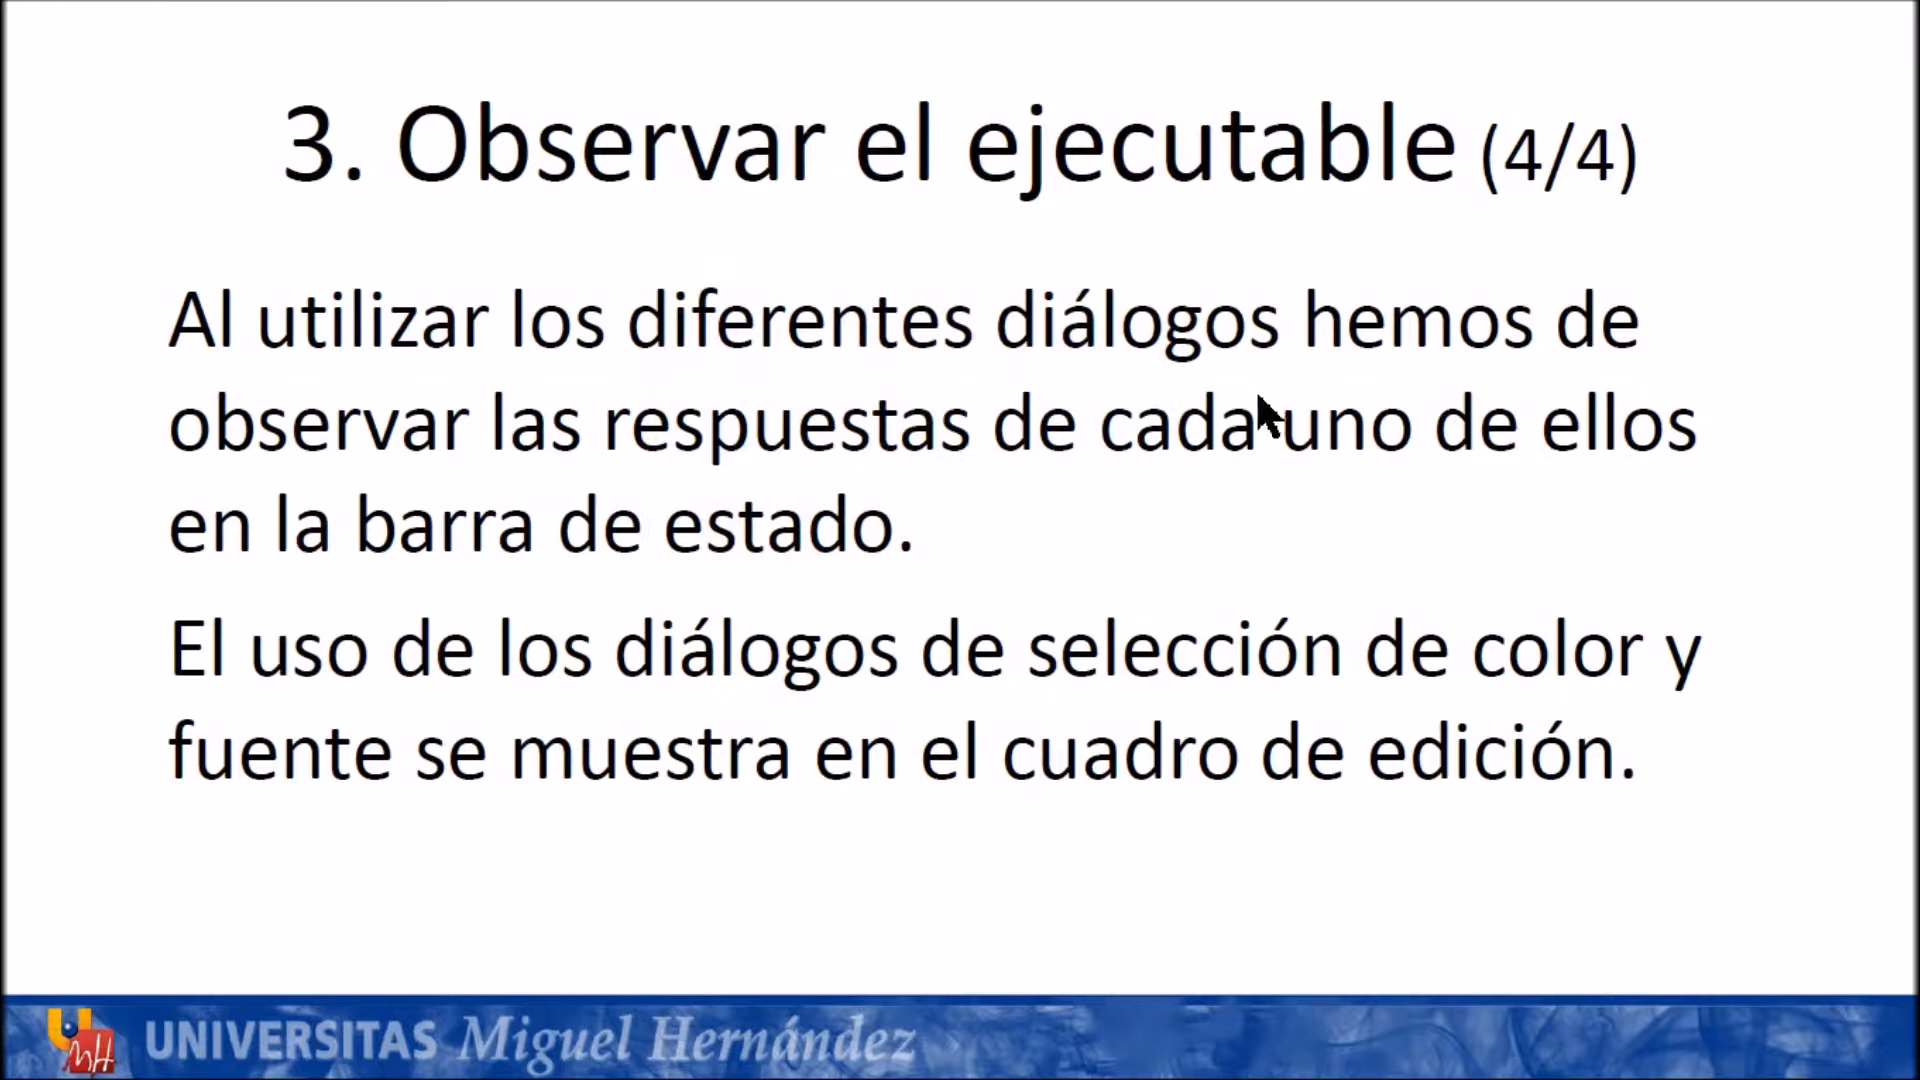 3. Observar el ejecutable (4/4)
Al utilizar los diferentes diálogos hemos de
observar las respuestas de cada uno de ellos
en la barra de estado.
El uso de los diálogos de selección de color y
fuente se muestra en el cuadro de edición.
UNIVERSITAS Miguel Hernández